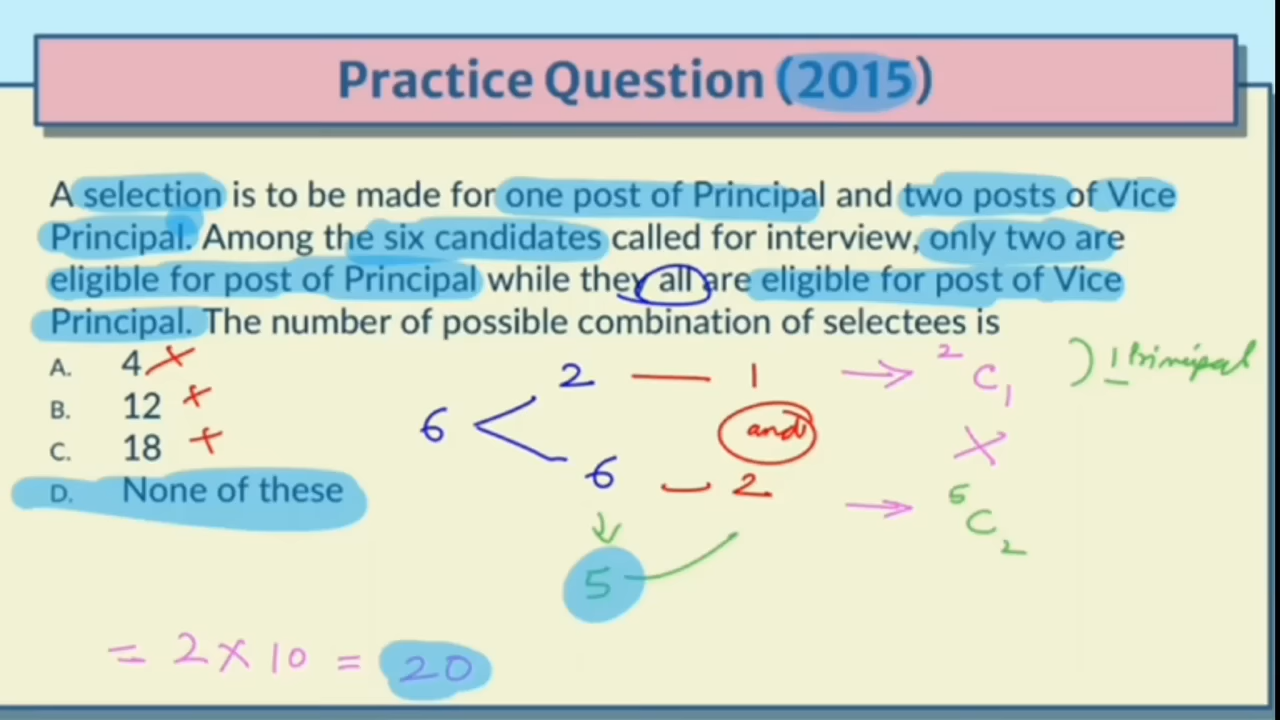 Practice Question (2015)
A selection is to be made for one post of Principal and two posts of Vice
Principal. Among the six candidates called for interview, only two are
eligible for post of Principal while they all are eligible for post of Vice
Principal. The number of possible combination of selectees is
A. 4 ×
B. 12 ×
C. 18 ×
D. None of these
6 < 2 — 1 → ²C₁ ) 1 Principal
and ×
6 — 2 → ⁵C₂
5
= 2 × 10 = 20